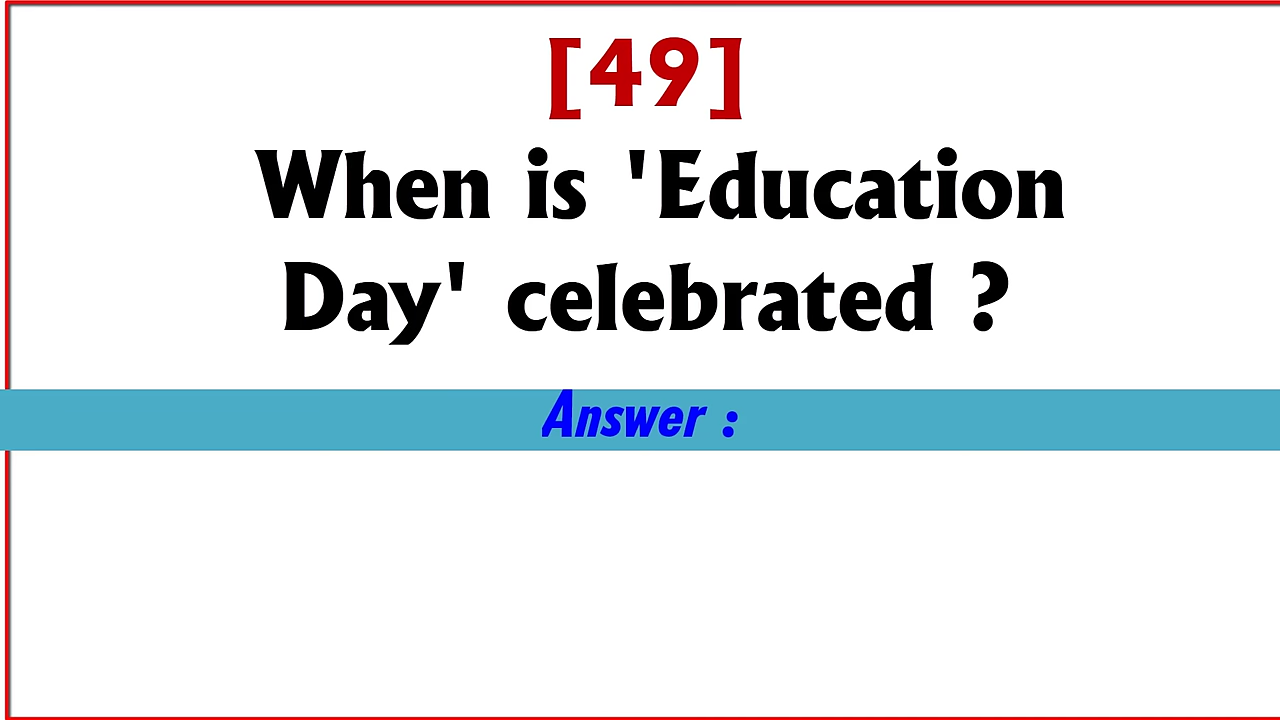 [49]
When is 'Education
Day' celebrated ?
Answer :